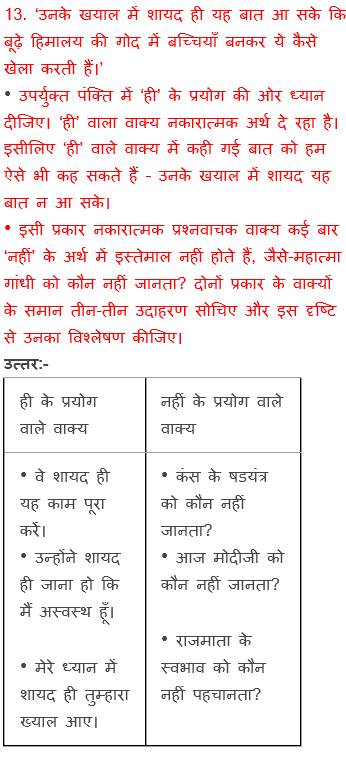 13. ‘उनके खयाल में शायद ही यह बात आ सके कि
बूढ़े हिमालय की गोद में बच्चियाँ बनकर ये कैसे
खेला करती हैं।’
• उपर्युक्त पंक्ति में ‘ही’ के प्रयोग की ओर ध्यान
दीजिए। ‘ही’ वाला वाक्य नकारात्मक अर्थ दे रहा है।
इसीलिए ‘ही’ वाले वाक्य में कही गई बात को हम
ऐसे भी कह सकते हैं – उनके खयाल में शायद यह
बात न आ सके।
• इसी प्रकार नकारात्मक प्रश्नवाचक वाक्य कई बार
‘नहीं’ के अर्थ में इस्तेमाल नहीं होते हैं, जैसे-महात्मा
गांधी को कौन नहीं जानता? दोनों प्रकार के वाक्यों
के समान तीन-तीन उदाहरण सोचिए और इस दृष्टि
से उनका विश्लेषण कीजिए।
उत्तर:-
ही के प्रयोग
वाले वाक्य
नहीं के प्रयोग वाले
वाक्य
• वे शायद ही
यह काम पूरा
करें।
• उन्होंने शायद
ही जाना हो कि
मैं अस्वस्थ हूँ।
• मेरे ध्यान में
शायद ही तुम्हारा
ख्याल आए।
• कंस के षडयंत्र
को कौन नहीं
जानता?
• आज मोदीजी को
कौन नहीं जानता?
• राजमाता के
स्वभाव को कौन
नहीं पहचानता?